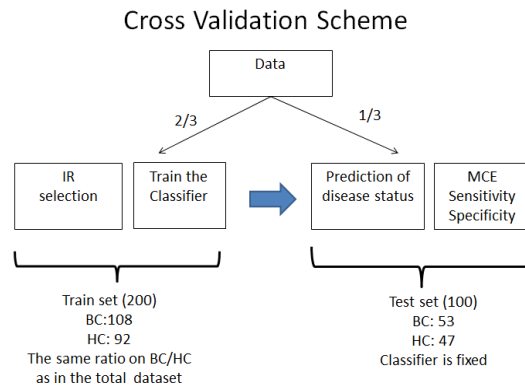 Cross Validation Scheme
Data
2/3
1/3
IR
selection
Train the
Classifier
Prediction of
disease status
MCE
Sensitivity
Specificity
Train set (200)
BC:108
HC: 92
The same ratio on BC/HC
as in the total dataset
Test set (100)
BC: 53
HC: 47
Classifier is fixed